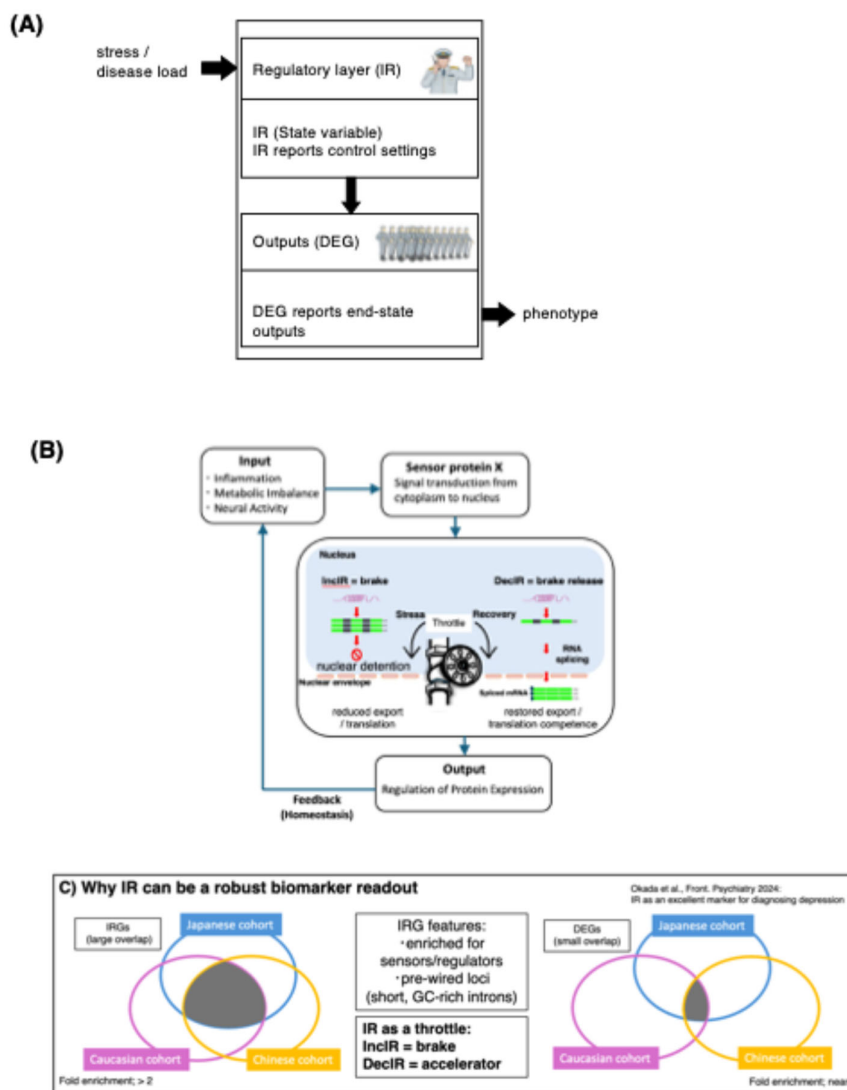 (A)
stress /
disease load
Regulatory layer (IR)
IR (State variable)
IR reports control settings
Outputs (DEG)
DEG reports end-state
outputs
phenotype
(B)
Input
・ Inflammation
・ Metabolic Imbalance
・ Neural Activity
Sensor protein X
Signal transduction from
cytoplasm to nucleus
Nucleus
IncIR = brake
DecIR = brake release
Stress
Throttle
Recovery
RNA
splicing
nuclear detention
Nuclear envelope
Spliced mRNA
reduced export
/ translation
restored export /
translation competence
Output
Regulation of Protein Expression
Feedback
(Homeostasis)
C) Why IR can be a robust biomarker readout
Okada et al., Front. Psychiatry 2024:
IR as an excellent marker for diagnosing depression
IRGs
(large overlap)
Japanese cohort
Caucasian cohort
Chinese cohort
Fold enrichment; > 2
IRG features:
・enriched for
sensors/regulators
・pre-wired loci
(short, GC-rich introns)
IR as a throttle:
IncIR = brake
DecIR = accelerator
DEGs
(small overlap)
Japanese cohort
Caucasian cohort
Chinese cohort
Fold enrichment; near